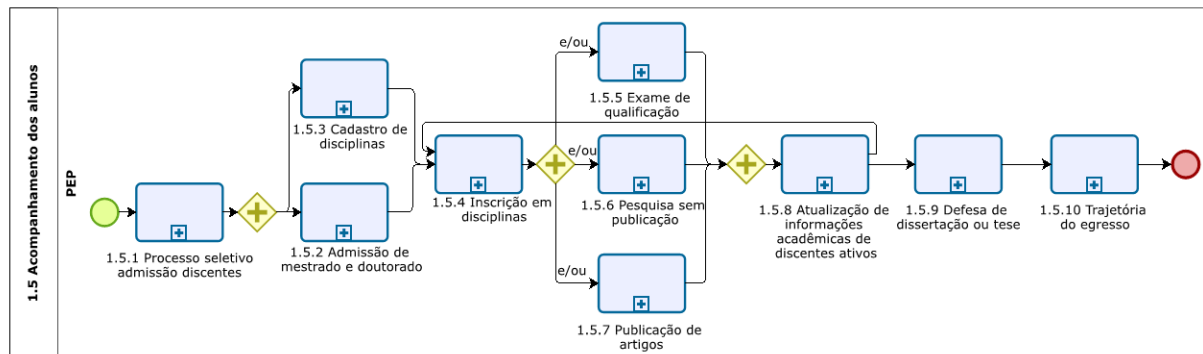 1.5 Acompanhamento dos alunos
PEP
1.5.1 Processo seletivo
admissão discentes
1.5.3 Cadastro de
disciplinas
1.5.2 Admissão de
mestrado e doutorado
1.5.4 Inscrição em
disciplinas
e/ou
1.5.5 Exame de
qualificação
e/ou
1.5.6 Pesquisa sem
publicação
e/ou
1.5.7 Publicação de
artigos
1.5.8 Atualização de
informações
acadêmicas de
discentes ativos
1.5.9 Defesa de
dissertação ou tese
1.5.10 Trajetória
do egresso